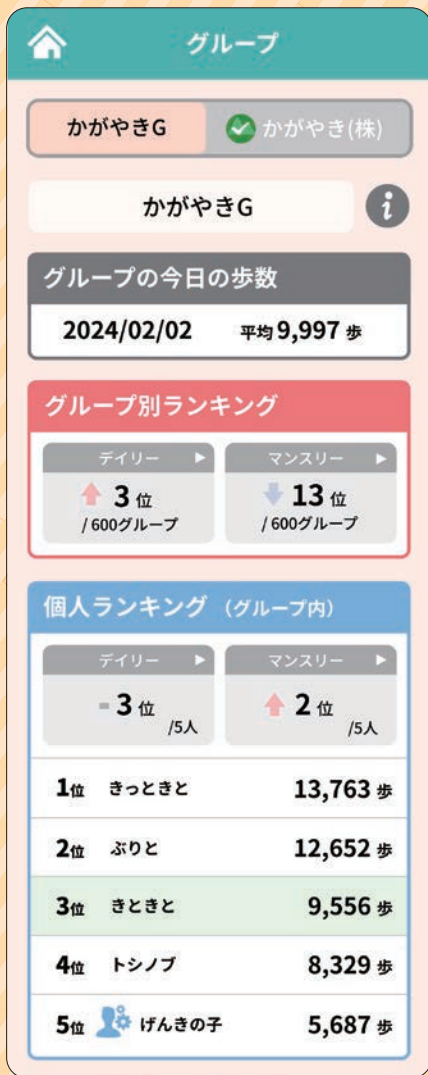 グループ
かがやきG かがやき(株)
かがやきG i
グループの今日の歩数
2024/02/02 平均9,997 歩
グループ別ランキング
デイリー ▶ マンスリー ▶
3 位 13 位
/ 600グループ / 600グループ
個人ランキング （グループ内）
デイリー ▶ マンスリー ▶
- 3 位 2 位
/5人 /5人
1位 きっときと 13,763 歩
2位 ぶりと 12,652 歩
3位 きときと 9,556 歩
4位 トシノブ 8,329 歩
5位 げんきの子 5,687 歩